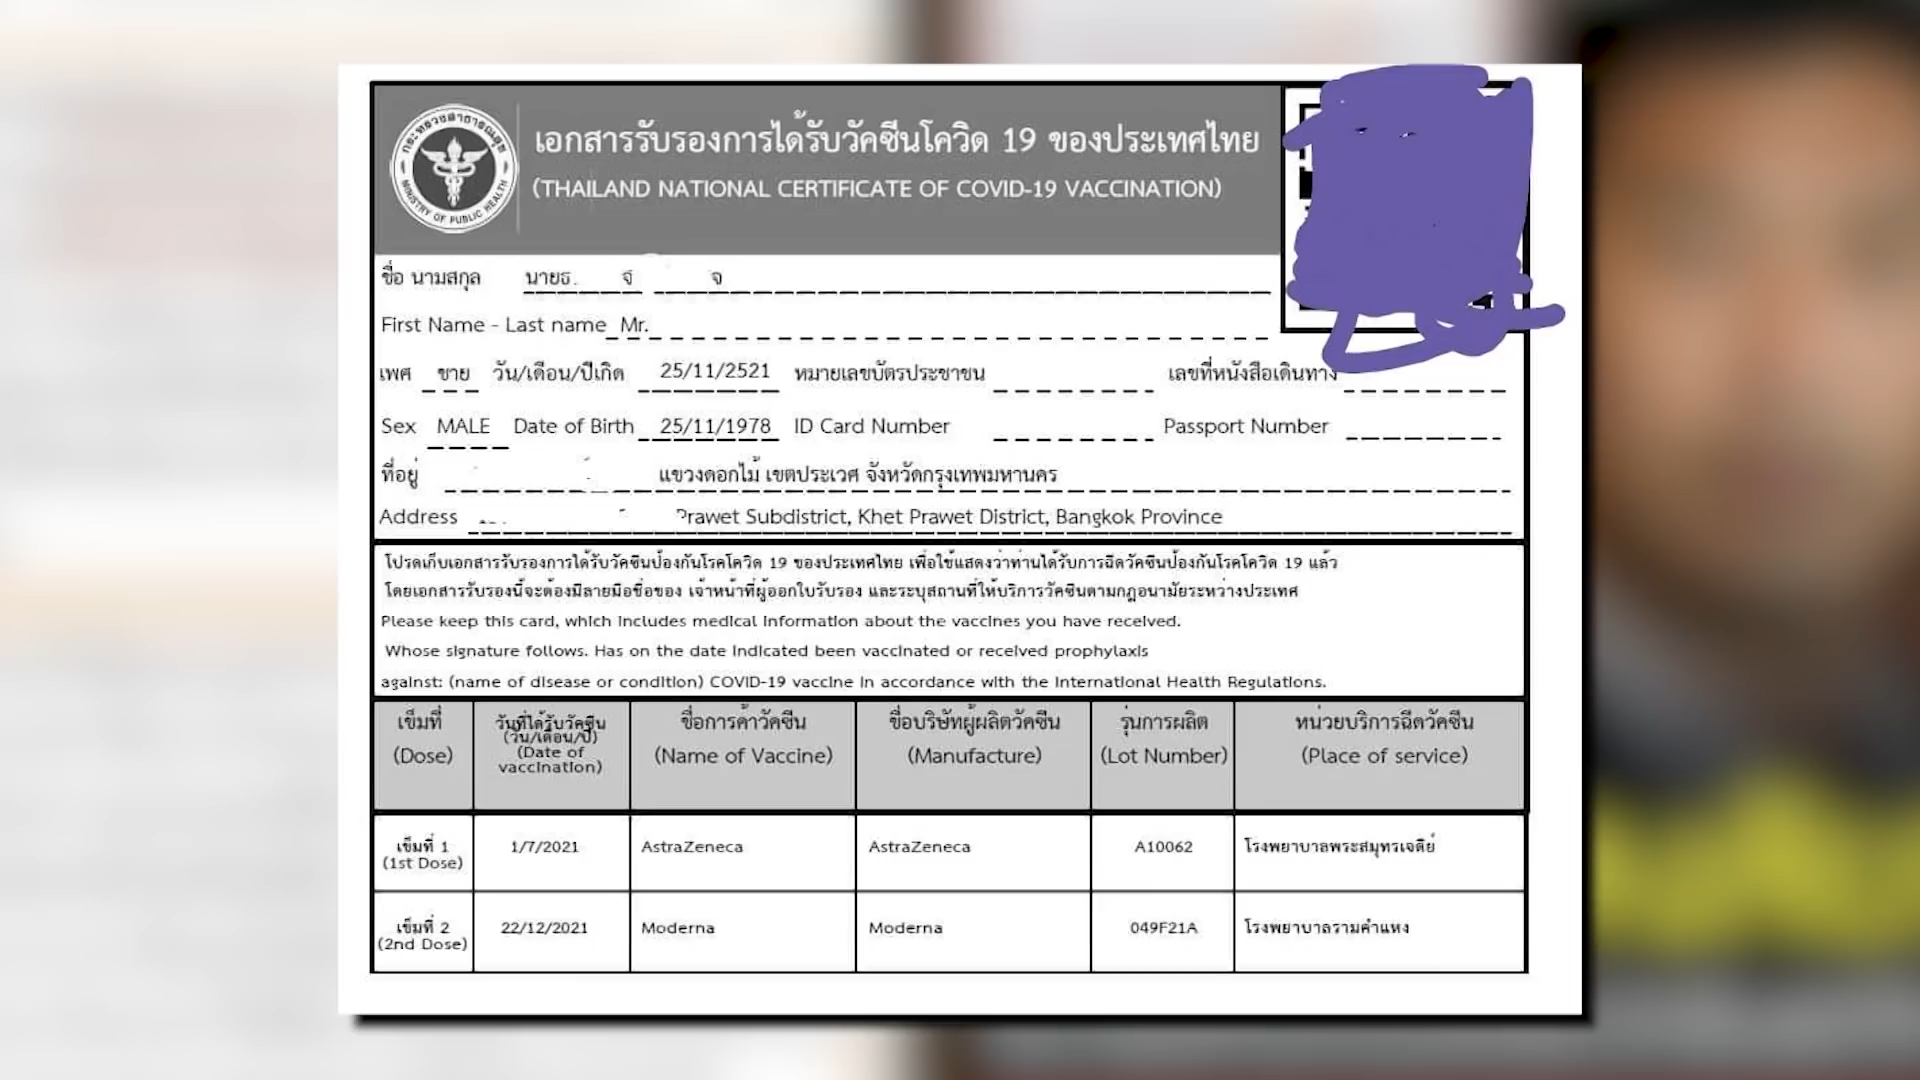 กระทรวงสาธารณสุข
MINISTRY OF PUBLIC HEALTH
เอกสารรับรองการได้รับวัคซีนโควิด 19 ของประเทศไทย
(THAILAND NATIONAL CERTIFICATE OF COVID-19 VACCINATION)
ชื่อ นามสกุล นายธ. จ จ
First Name - Last name Mr.
เพศ ชาย วัน/เดือน/ปีเกิด 25/11/2521 หมายเลขบัตรประชาชน เลขที่หนังสือเดินทาง
Sex MALE Date of Birth 25/11/1978 ID Card Number Passport Number
ที่อยู่ แขวงดอกไม้ เขตประเวศ จังหวัดกรุงเทพมหานคร
Address Prawet Subdistrict, Khet Prawet District, Bangkok Province
โปรดเก็บเอกสารรับรองการได้รับวัคซีนป้องกันโรคโควิด 19 ของประเทศไทย เพื่อใช้แสดงว่าท่านได้รับการฉีดวัคซีนป้องกันโรคโควิด 19 แล้ว
โดยเอกสารรับรองนี้จะต้องมีลายมือชื่อของ เจ้าหน้าที่ผู้ออกใบรับรอง และระบุสถานที่ให้บริการวัคซีนตามกฎอนามัยระหว่างประเทศ
Please keep this card, which includes medical information about the vaccines you have received.
Whose signature follows. Has on the date indicated been vaccinated or received prophylaxis
against: (name of disease or condition) COVID-19 vaccine in accordance with the International Health Regulations.
เข็มที่ (Dose) วันที่ได้รับวัคซีน (วัน/เดือน/ปี) (Date of vaccination) ชื่อการค้าวัคซีน (Name of Vaccine) ชื่อบริษัทผู้ผลิตวัคซีน (Manufacture) รุ่นการผลิต (Lot Number) หน่วยบริการฉีดวัคซีน (Place of service)
เข็มที่ 1 (1st Dose) 1/7/2021 AstraZeneca AstraZeneca A10062 โรงพยาบาลพระสมุทรเจดีย์
เข็มที่ 2 (2nd Dose) 22/12/2021 Moderna Moderna 049F21A โรงพยาบาลรามคำแหง